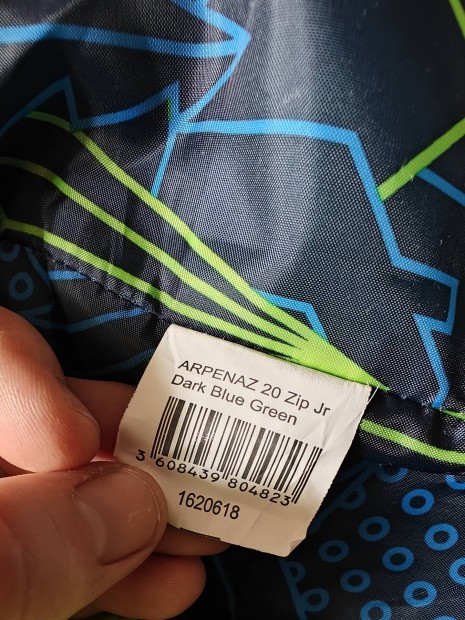 ARPENAZ 20 Zip Jr
Dark Blue Green
3 608439 804823
1620618